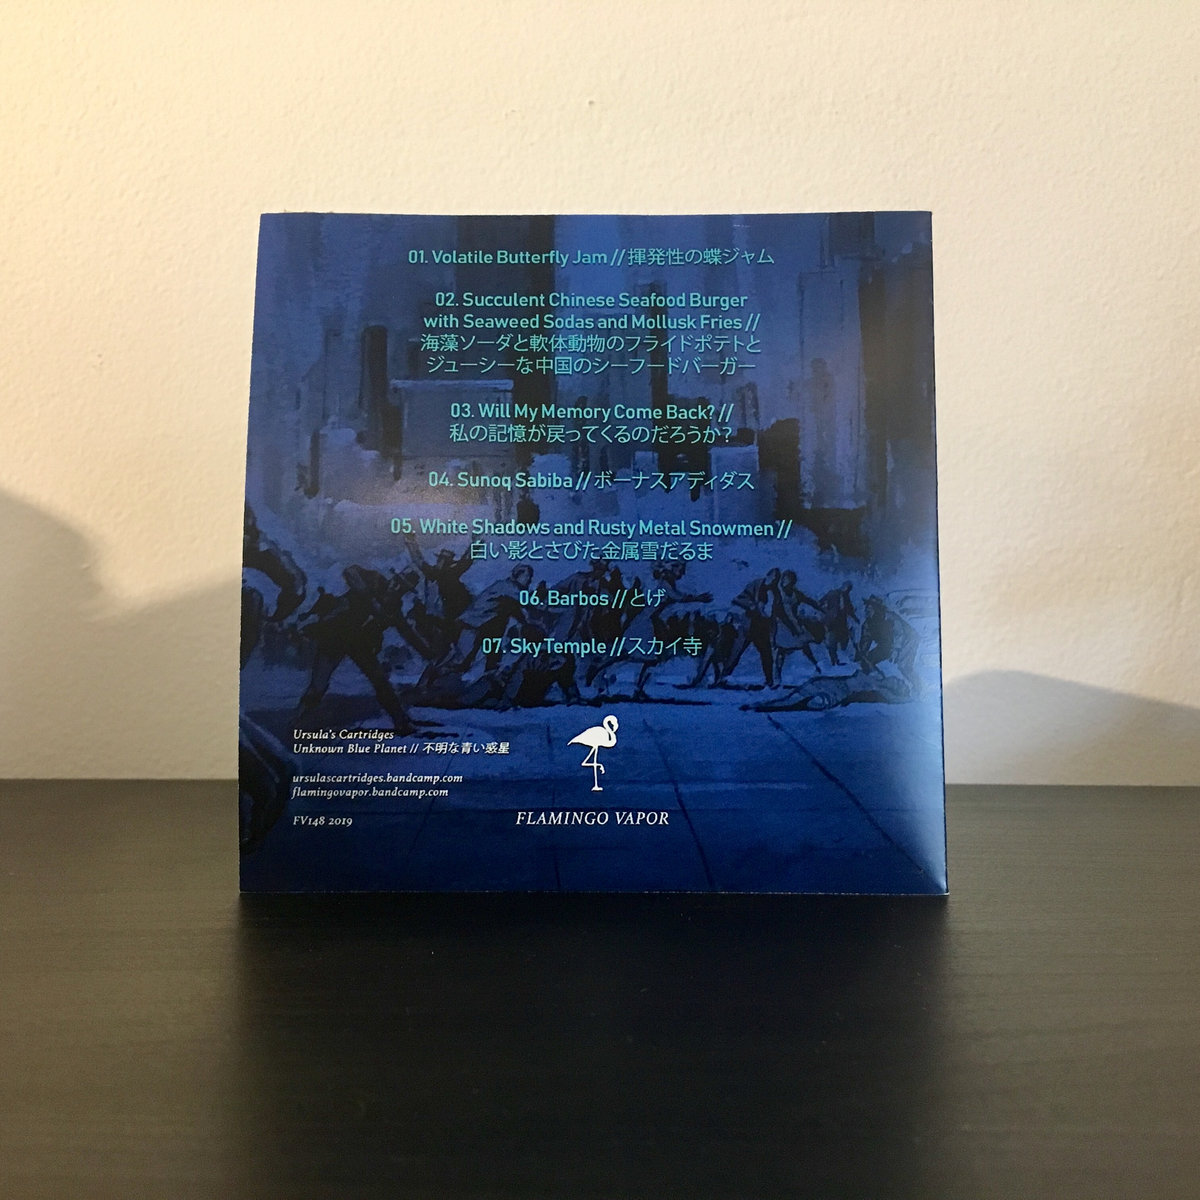 01. Volatile Butterfly Jam // 揮発性の蝶ジャム
02. Succulent Chinese Seafood Burger
with Seaweed Sodas and Mollusk Fries //
海藻ソーダと軟体動物のフライドポテトと
ジューシーな中国のシーフードバーガー
03. Will My Memory Come Back? //
私の記憶が戻ってくるのだろうか？
04. Sunoq Sabiba // ボーナスアディダス
05. White Shadows and Rusty Metal Snowmen //
白い影とさびた金属雪だるま
06. Barbos // とげ
07. Sky Temple // スカイ寺
Ursula's Cartridges
Unknown Blue Planet // 不明な青い惑星
ursulascartridges.bandcamp.com
flamingovapor.bandcamp.com
FV148 2019
FLAMINGO VAPOR